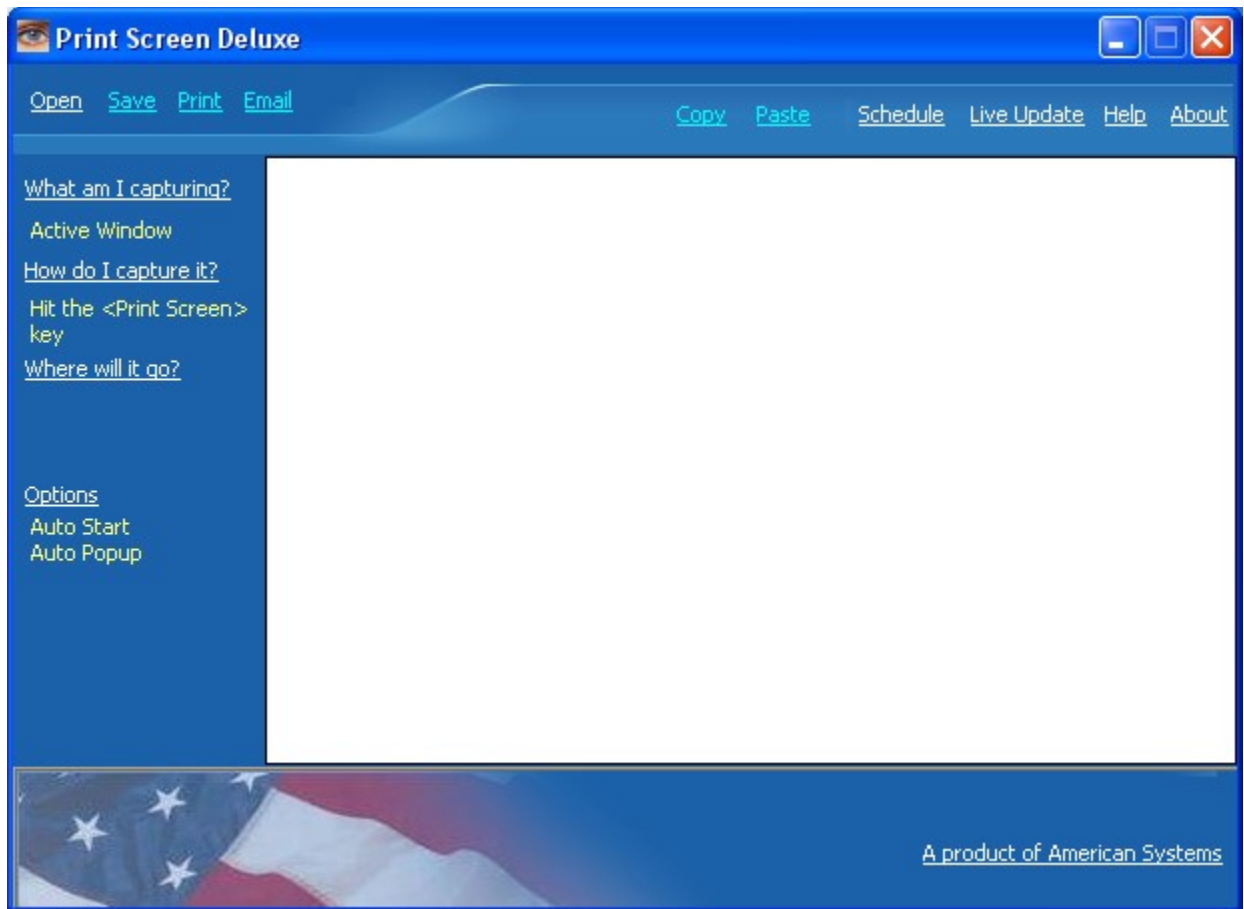 Print Screen Deluxe
Open Save Print Email
Copy Paste Schedule Live Update Help About
What am I capturing?
Active Window
How do I capture it?
Hit the <Print Screen>
key
Where will it go?
Options
Auto Start
Auto Popup
A product of American Systems